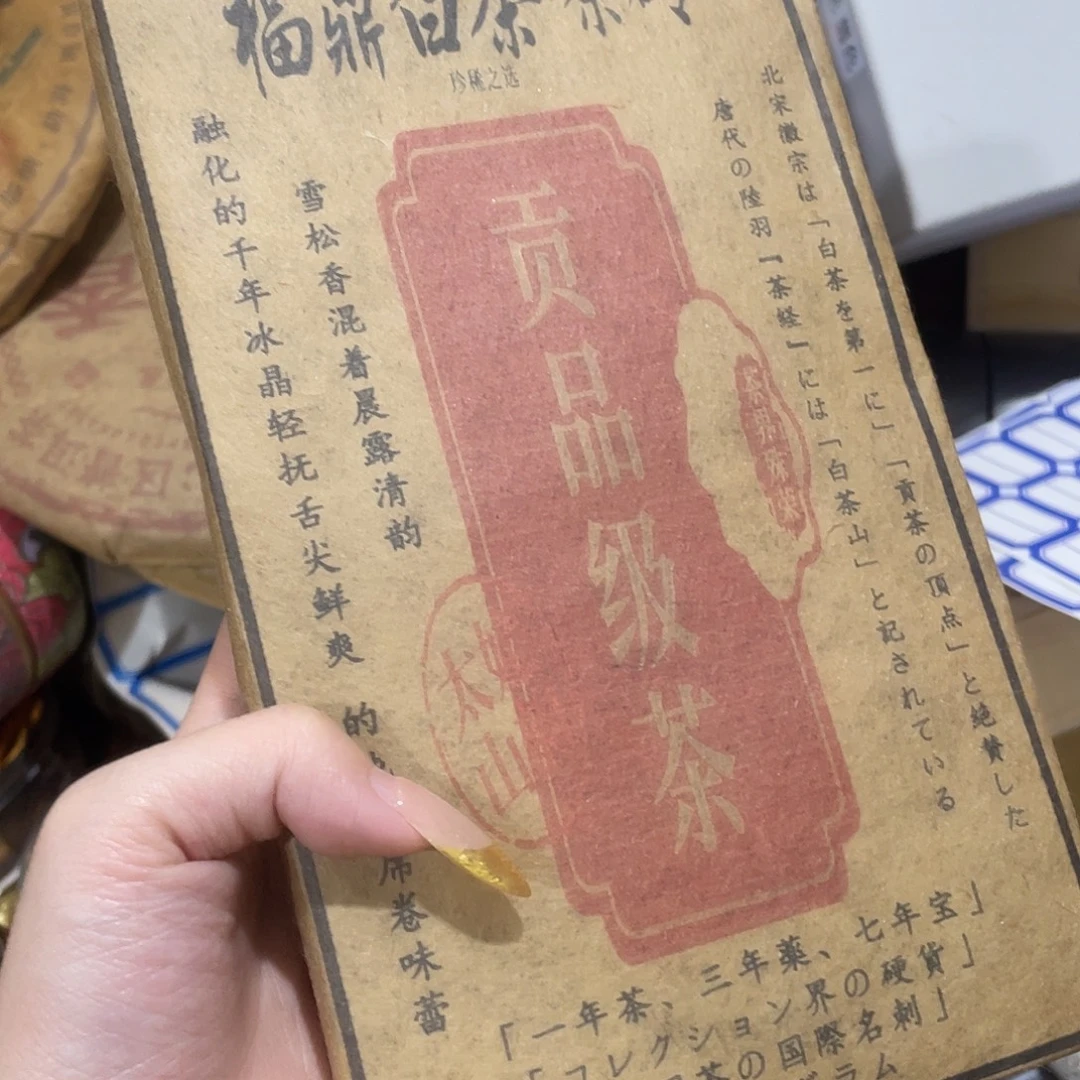 福鼎白茶
珍稀之选
北宋徽宗は「白茶を第一に」「貢茶の頂点」と絶賛した
唐代の陸羽『茶経』には「白茶山」と記されている
贡品级茶
太
山
雪松香混着晨露清韵
融化的千年冰晶轻抚舌尖鲜爽
的
席卷味蕾
「一年茶、三年薬、七年宝」
「コレクション界の硬貨」
茶の国際名刺」
ラム